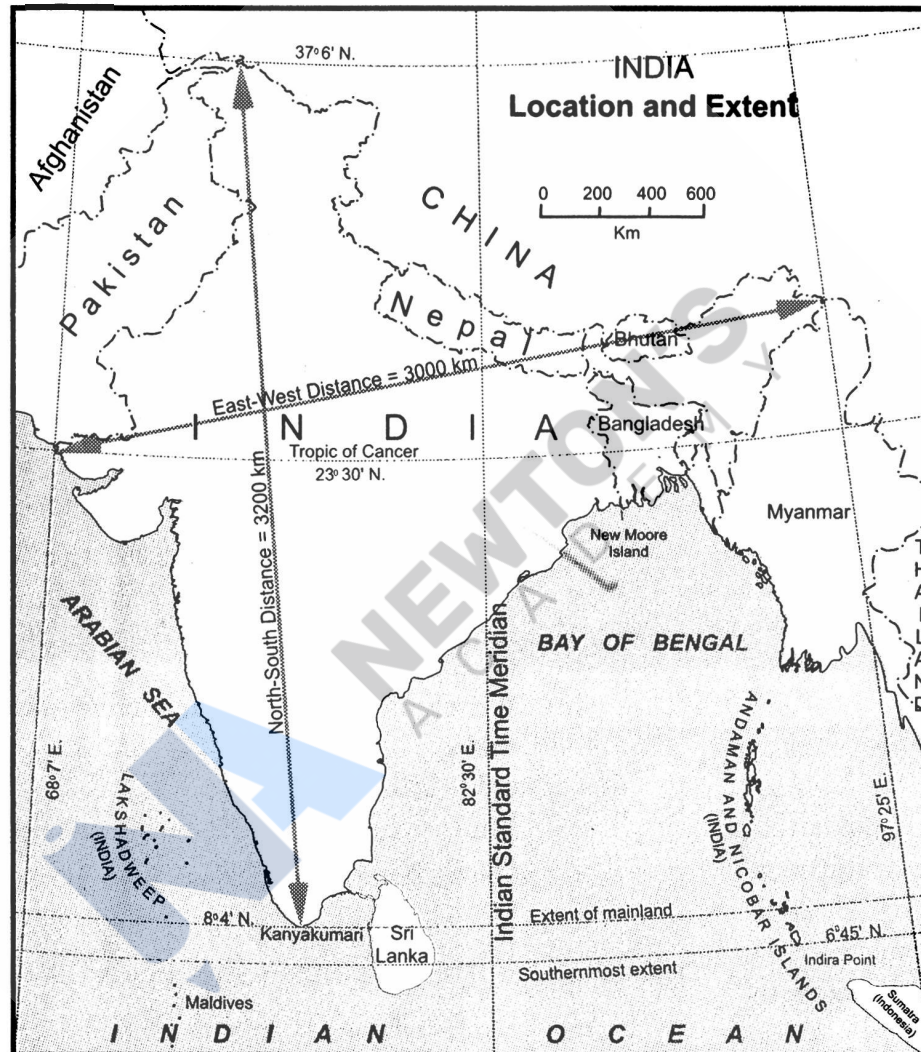 37° 6' N.
INDIA
Location and Extent
Afghanistan
0 200 400 600
Km
CHINA
Pakistan
Nepal
Bhutan
East-West Distance = 3000 km
INDIA
Bangladesh
Tropic of Cancer
23° 30' N.
Myanmar
New Moore
Island
North-South Distance = 3200 km
NEWTON'S
ACADEMY
ARABIAN SEA
BAY OF BENGAL
Indian Standard Time Meridian
82° 30' E.
68° 7' E.
97° 25' E.
LAKSHADWEEP
(INDIA)
ANDAMAN AND NICOBAR ISLANDS
(INDIA)
8° 4' N.
Extent of mainland
Kanyakumari
Sri
Lanka
6° 45' N.
Indira Point
Southernmost extent
Maldives
Sumatra
(Indonesia)
INDIAN OCEAN